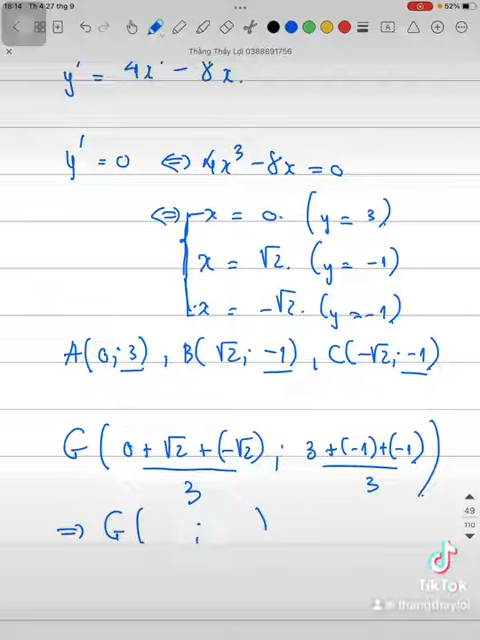 18:14 Th 4 27 thg 9 52%
Thắng Thầy Lợi 0388891756
y' = 4x³ - 8x.
y' = 0 ⇔ 4x³ - 8x = 0
⇔ x = 0. (y = 3)
x = √2. (y = -1)
x = -√2. (y = -1)
A(0; 3), B(√2; -1), C(-√2; -1)
G( (0 + √2 + (-√2))/3 ; (3 + (-1) + (-1))/3 )
⇒ G( ; )
49
110
TikTok
@thangthayloi